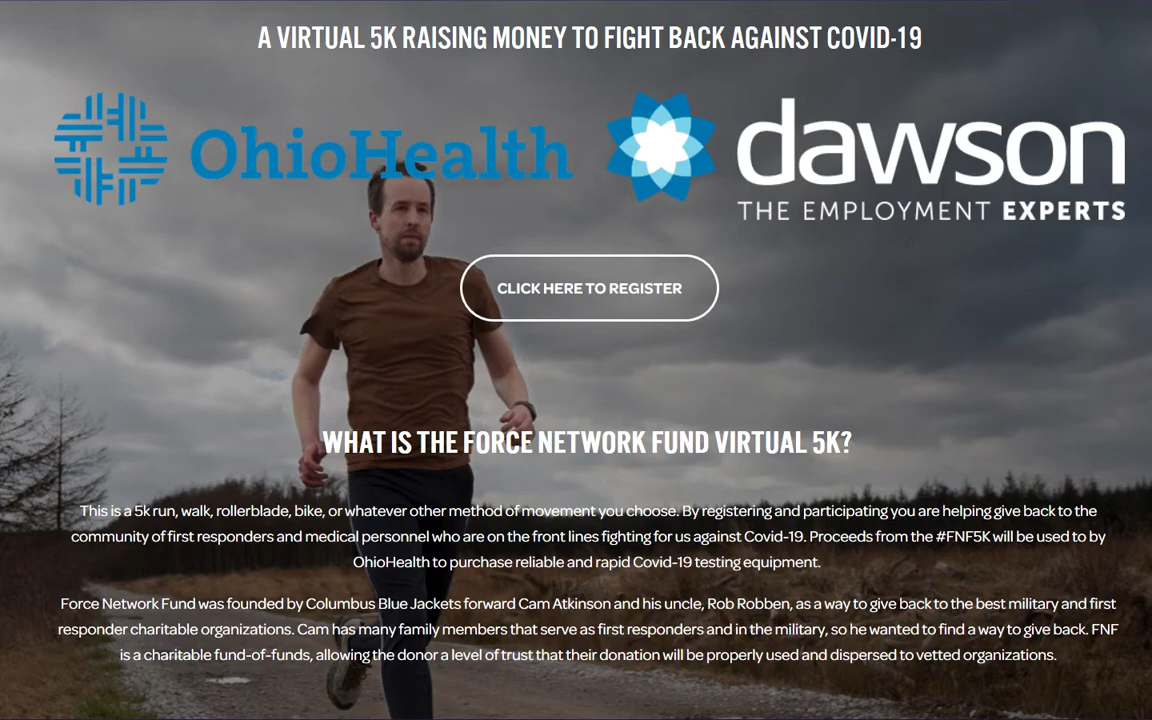 A VIRTUAL 5K RAISING MONEY TO FIGHT BACK AGAINST COVID-19
OhioHealth
dawson
THE EMPLOYMENT EXPERTS
CLICK HERE TO REGISTER
WHAT IS THE FORCE NETWORK FUND VIRTUAL 5K?
This is a 5k run, walk, rollerblade, bike, or whatever other method of movement you choose. By registering and participating you are helping give back to the
community of first responders and medical personnel who are on the front lines fighting for us against Covid-19. Proceeds from the #FNF5K will be used to by
OhioHealth to purchase reliable and rapid Covid-19 testing equipment.
Force Network Fund was founded by Columbus Blue Jackets forward Cam Atkinson and his uncle, Rob Robben, as a way to give back to the best military and first
responder charitable organizations. Cam has many family members that serve as first responders and in the military, so he wanted to find a way to give back. FNF
is a charitable fund-of-funds, allowing the donor a level of trust that their donation will be properly used and dispersed to vetted organizations.